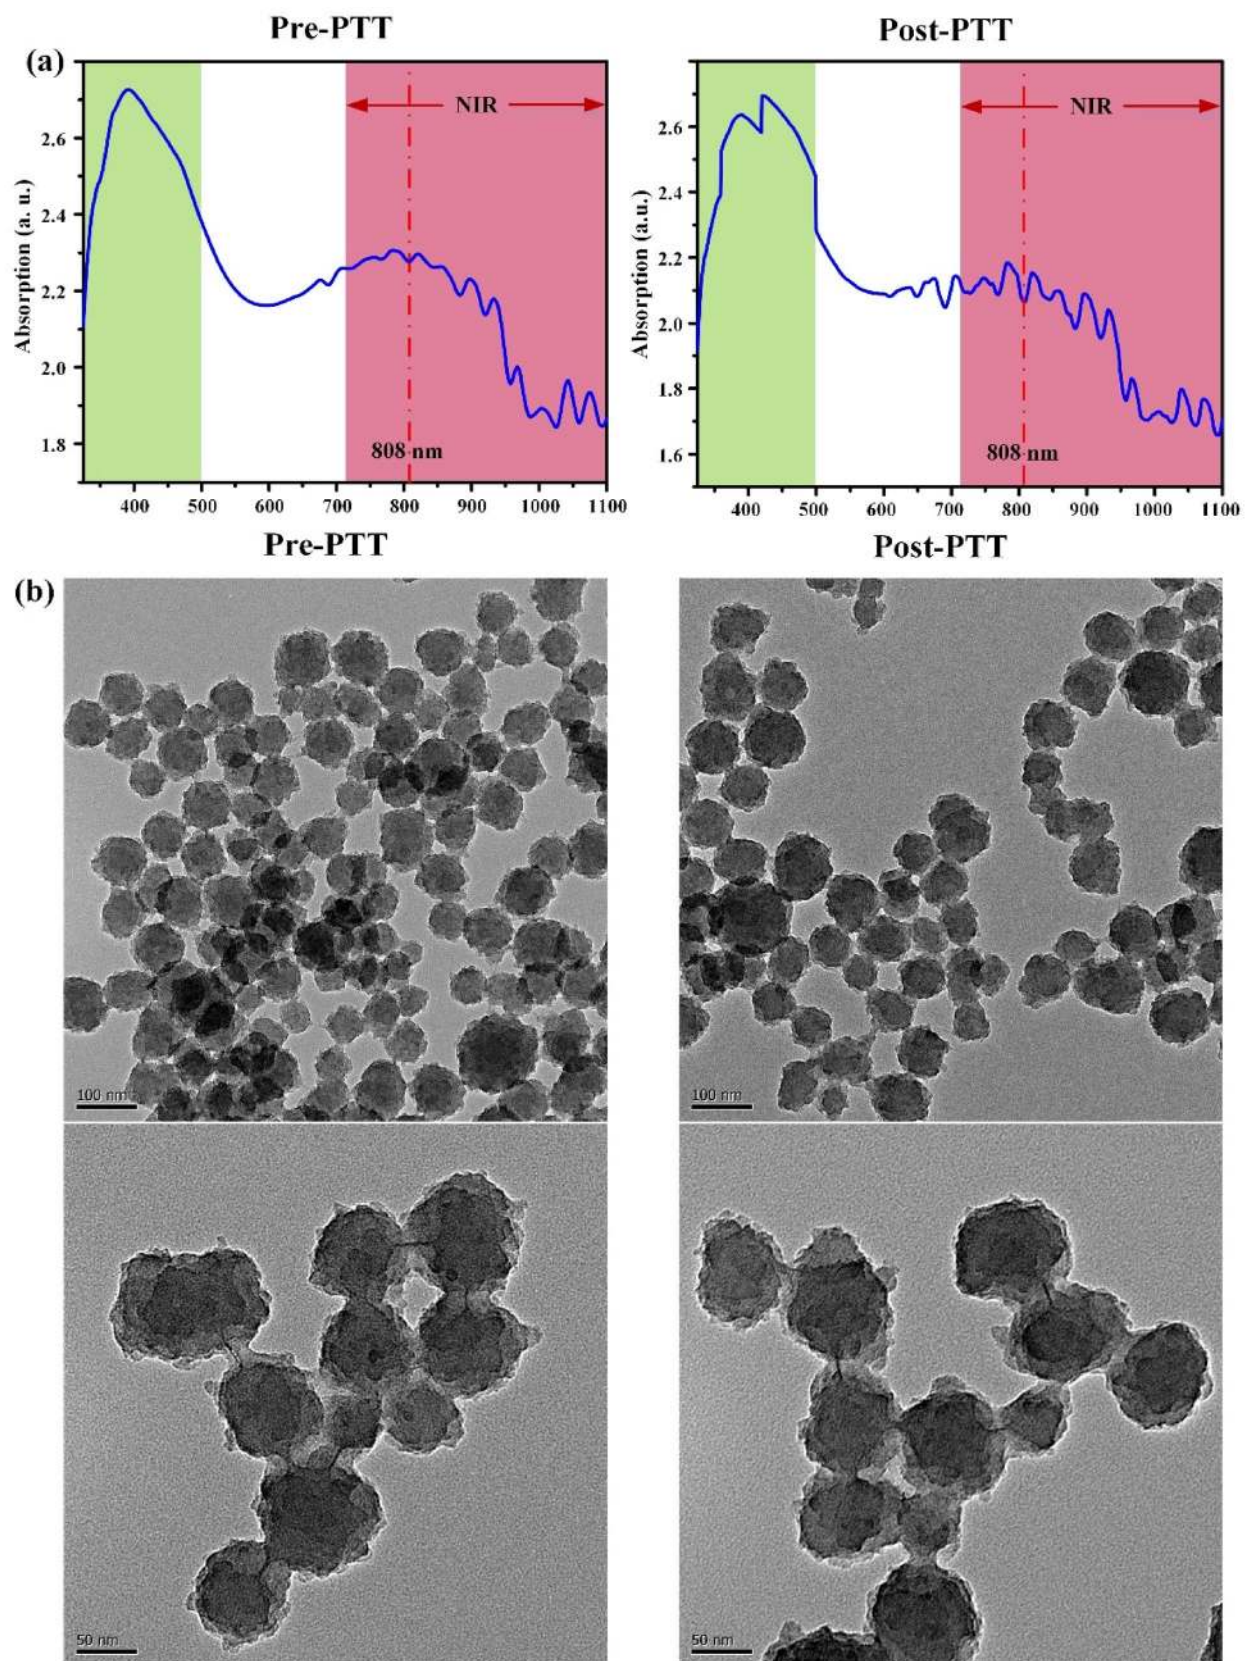 Pre-PTT
Post-PTT
(a)
NIR
Absorption (a. u.)
2.6
2.4
2.2
2.0
1.8
808 nm
400 500 600 700 800 900 1000 1100
NIR
Absorption (a.u.)
2.6
2.4
2.2
2.0
1.8
1.6
808 nm
400 500 600 700 800 900 1000 1100
Pre-PTT
Post-PTT
(b)
100 nm
100 nm
50 nm
50 nm